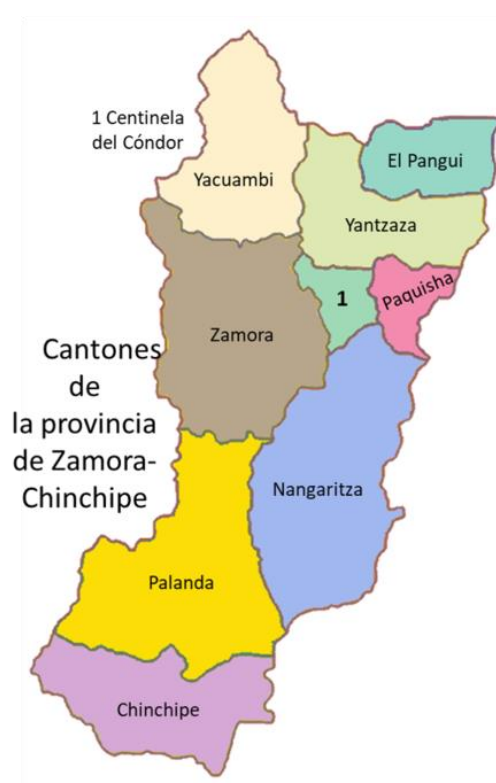 1 Centinela
del Cóndor
El Pangui
Yacuambi
Yantzaza
Paquisha
1
Zamora
Cantones
de
la provincia
de Zamora-
Chinchipe
Nangaritza
Palanda
Chinchipe